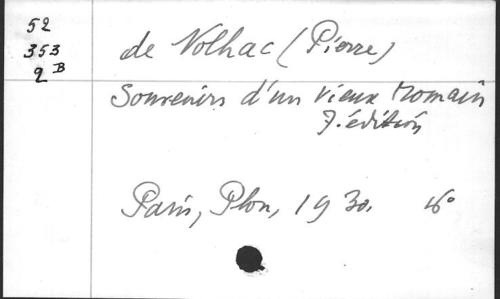 52
353
2 B
de Nolhac (Pierre)
Souvenirs d'un vieux Romain
7. édition
Paris, Plon, 1930. 16°